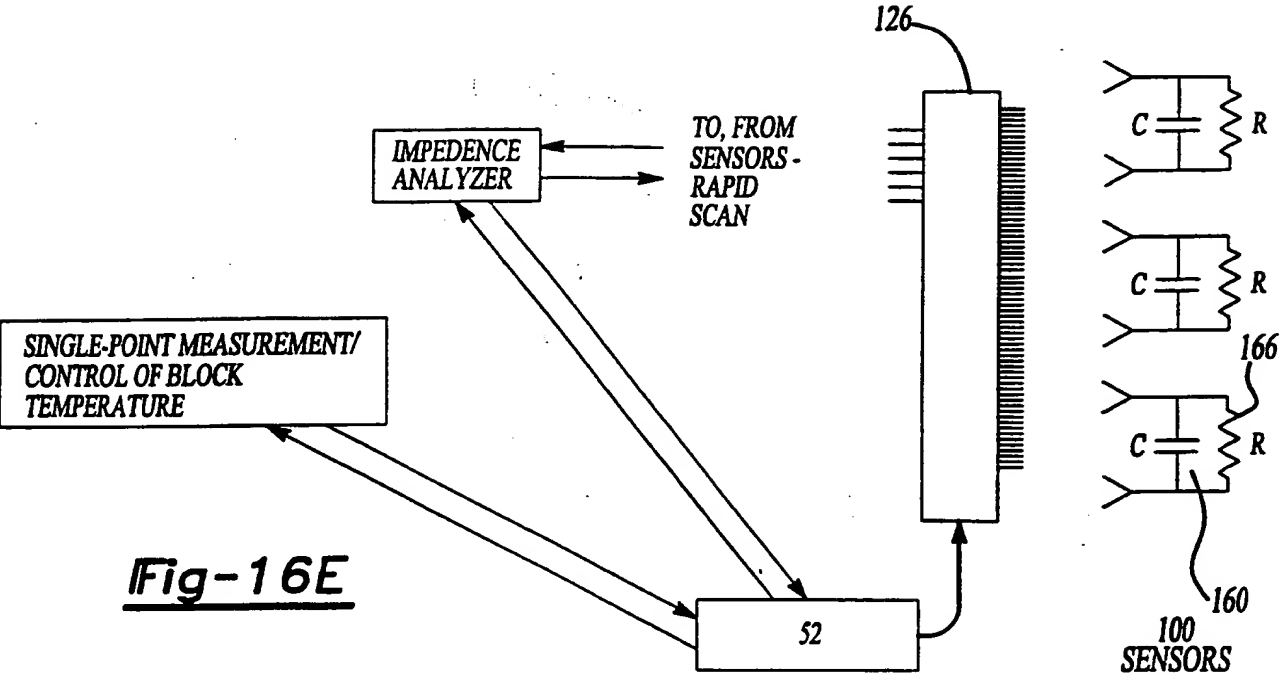 126
IMPEDENCE
ANALYZER
TO, FROM
SENSORS -
RAPID
SCAN
C
R
C
R
SINGLE-POINT MEASUREMENT/
CONTROL OF BLOCK
TEMPERATURE
166
C
R
Fig-16E
52
160
100
SENSORS